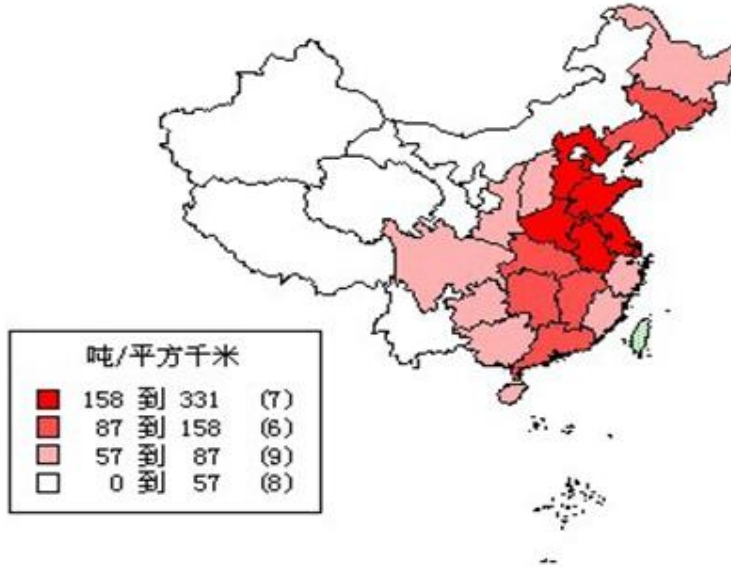 吨/平方千米
158 到 331 (7)
87 到 158 (6)
57 到 87 (9)
0 到 57 (8)